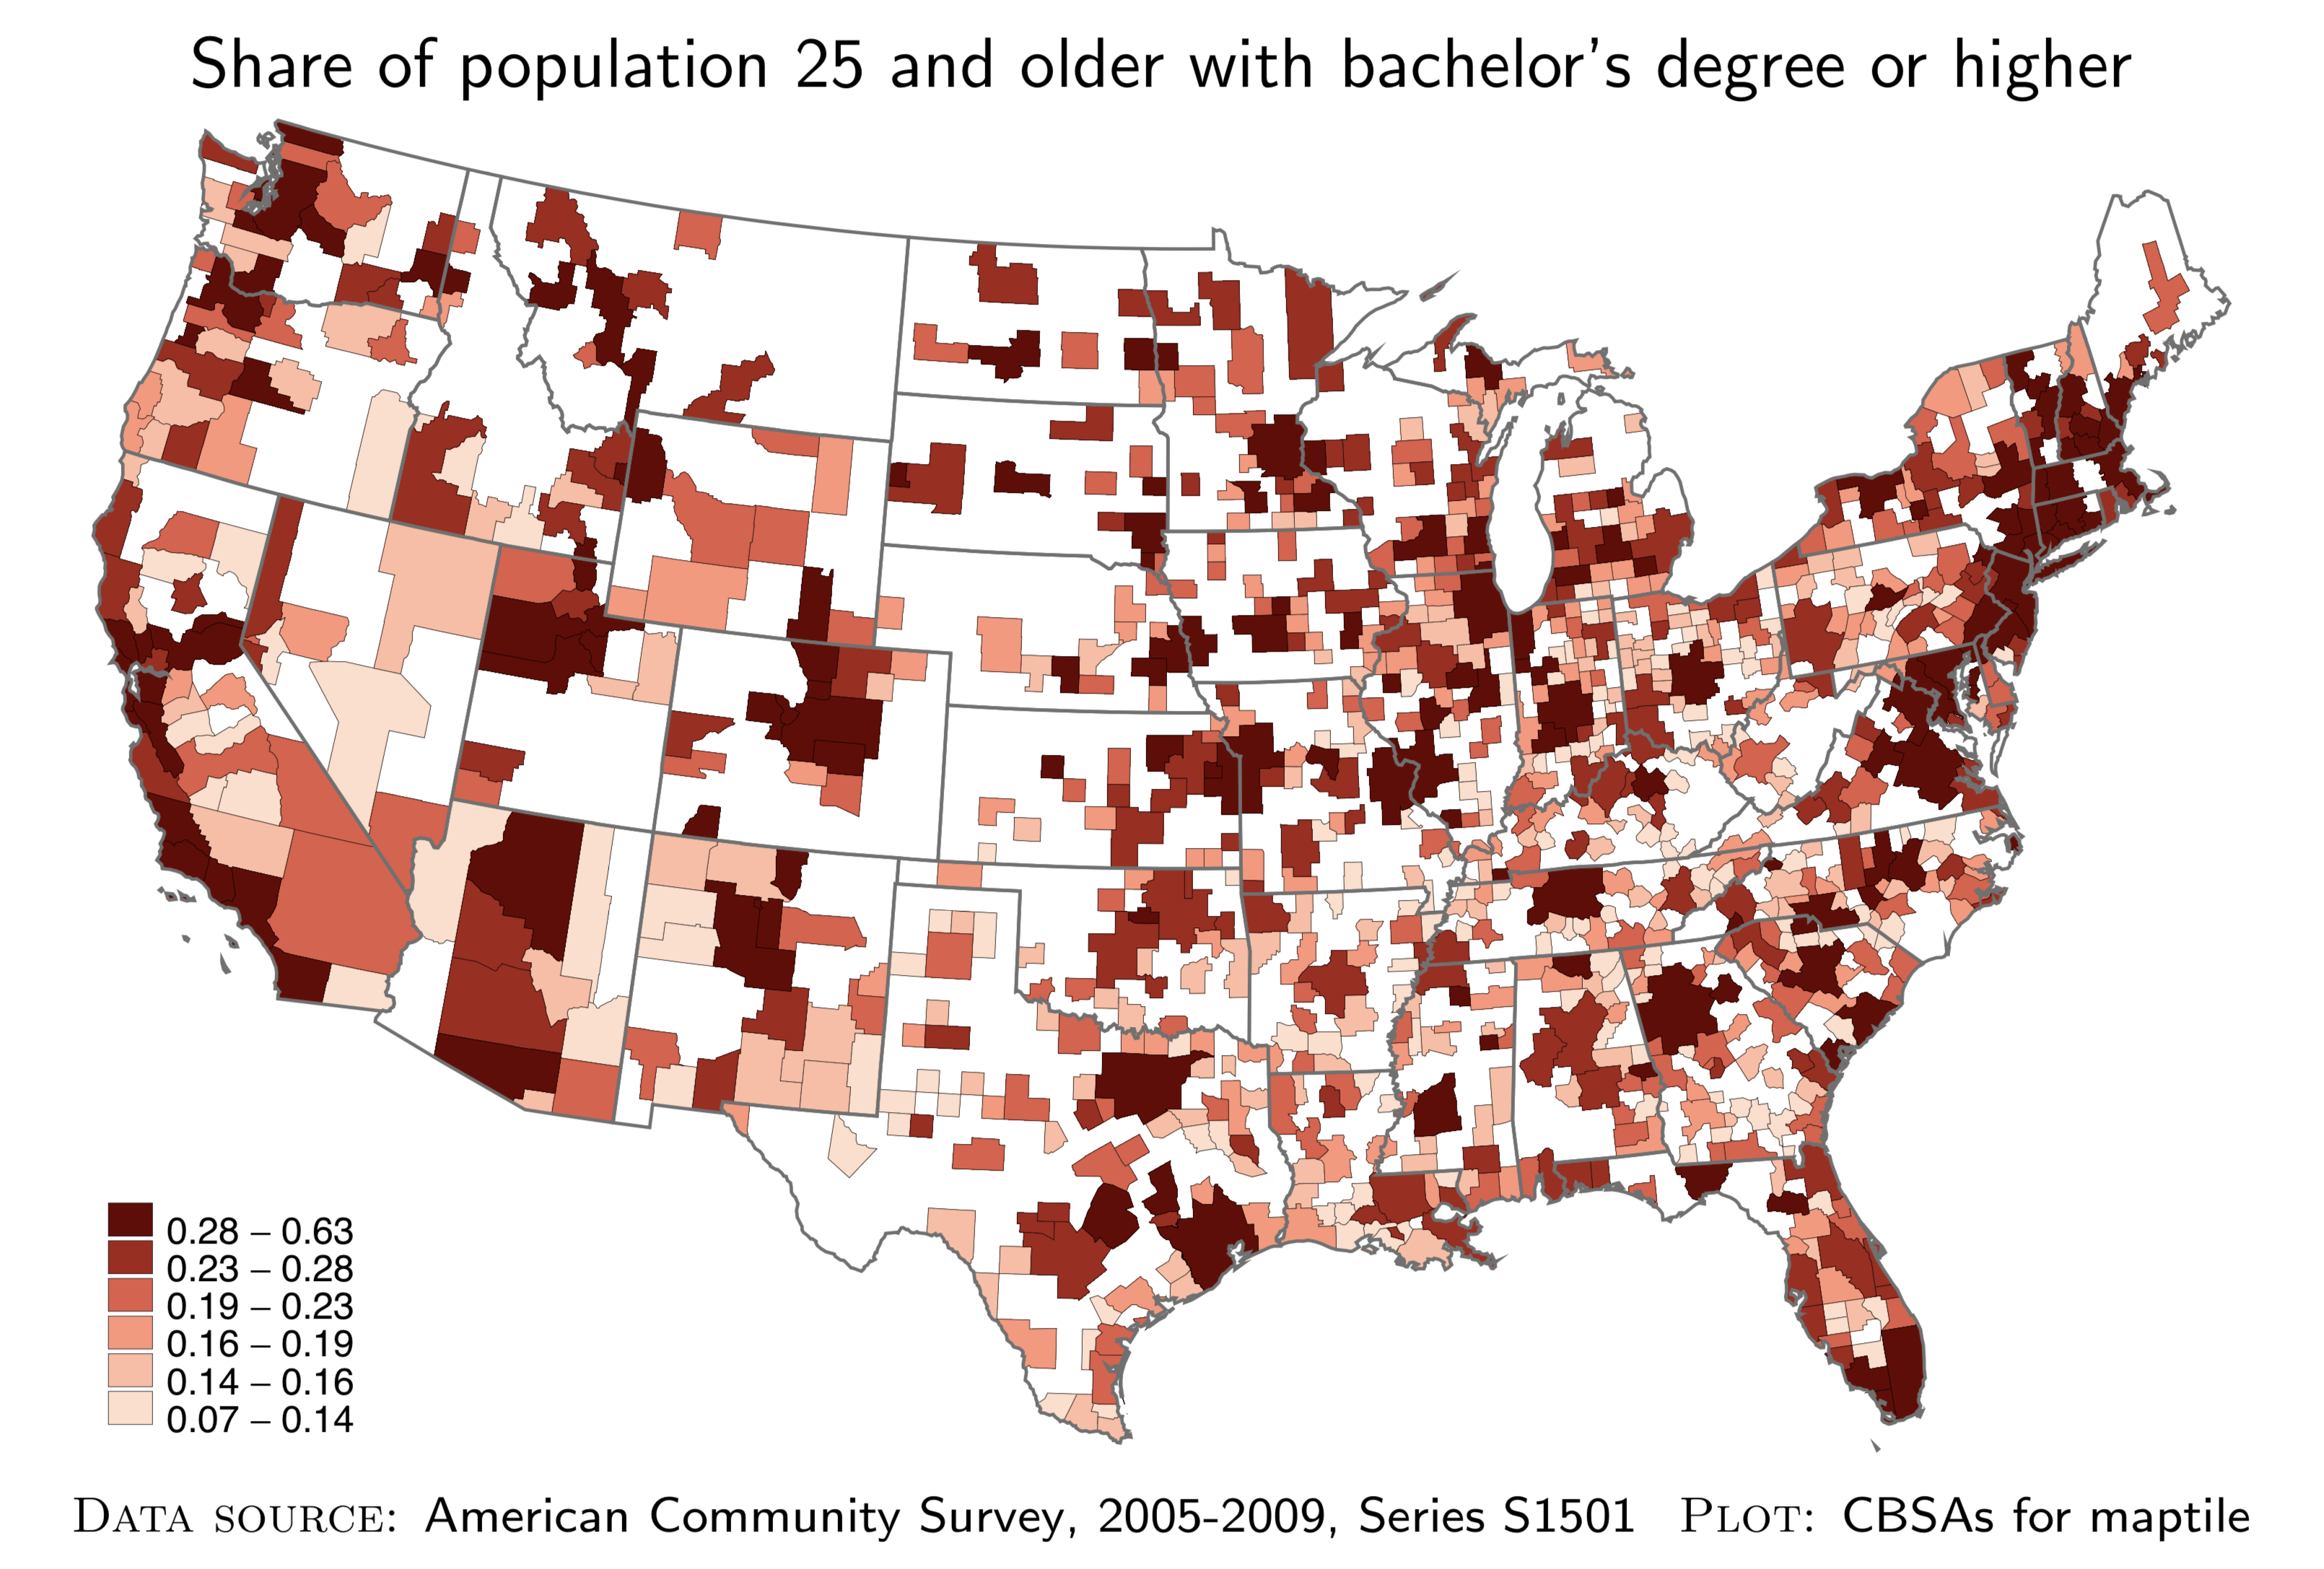 Share of population 25 and older with bachelor’s degree or higher
0.28 – 0.63
0.23 – 0.28
0.19 – 0.23
0.16 – 0.19
0.14 – 0.16
0.07 – 0.14
Data source: American Community Survey, 2005-2009, Series S1501 Plot: CBSAs for maptile